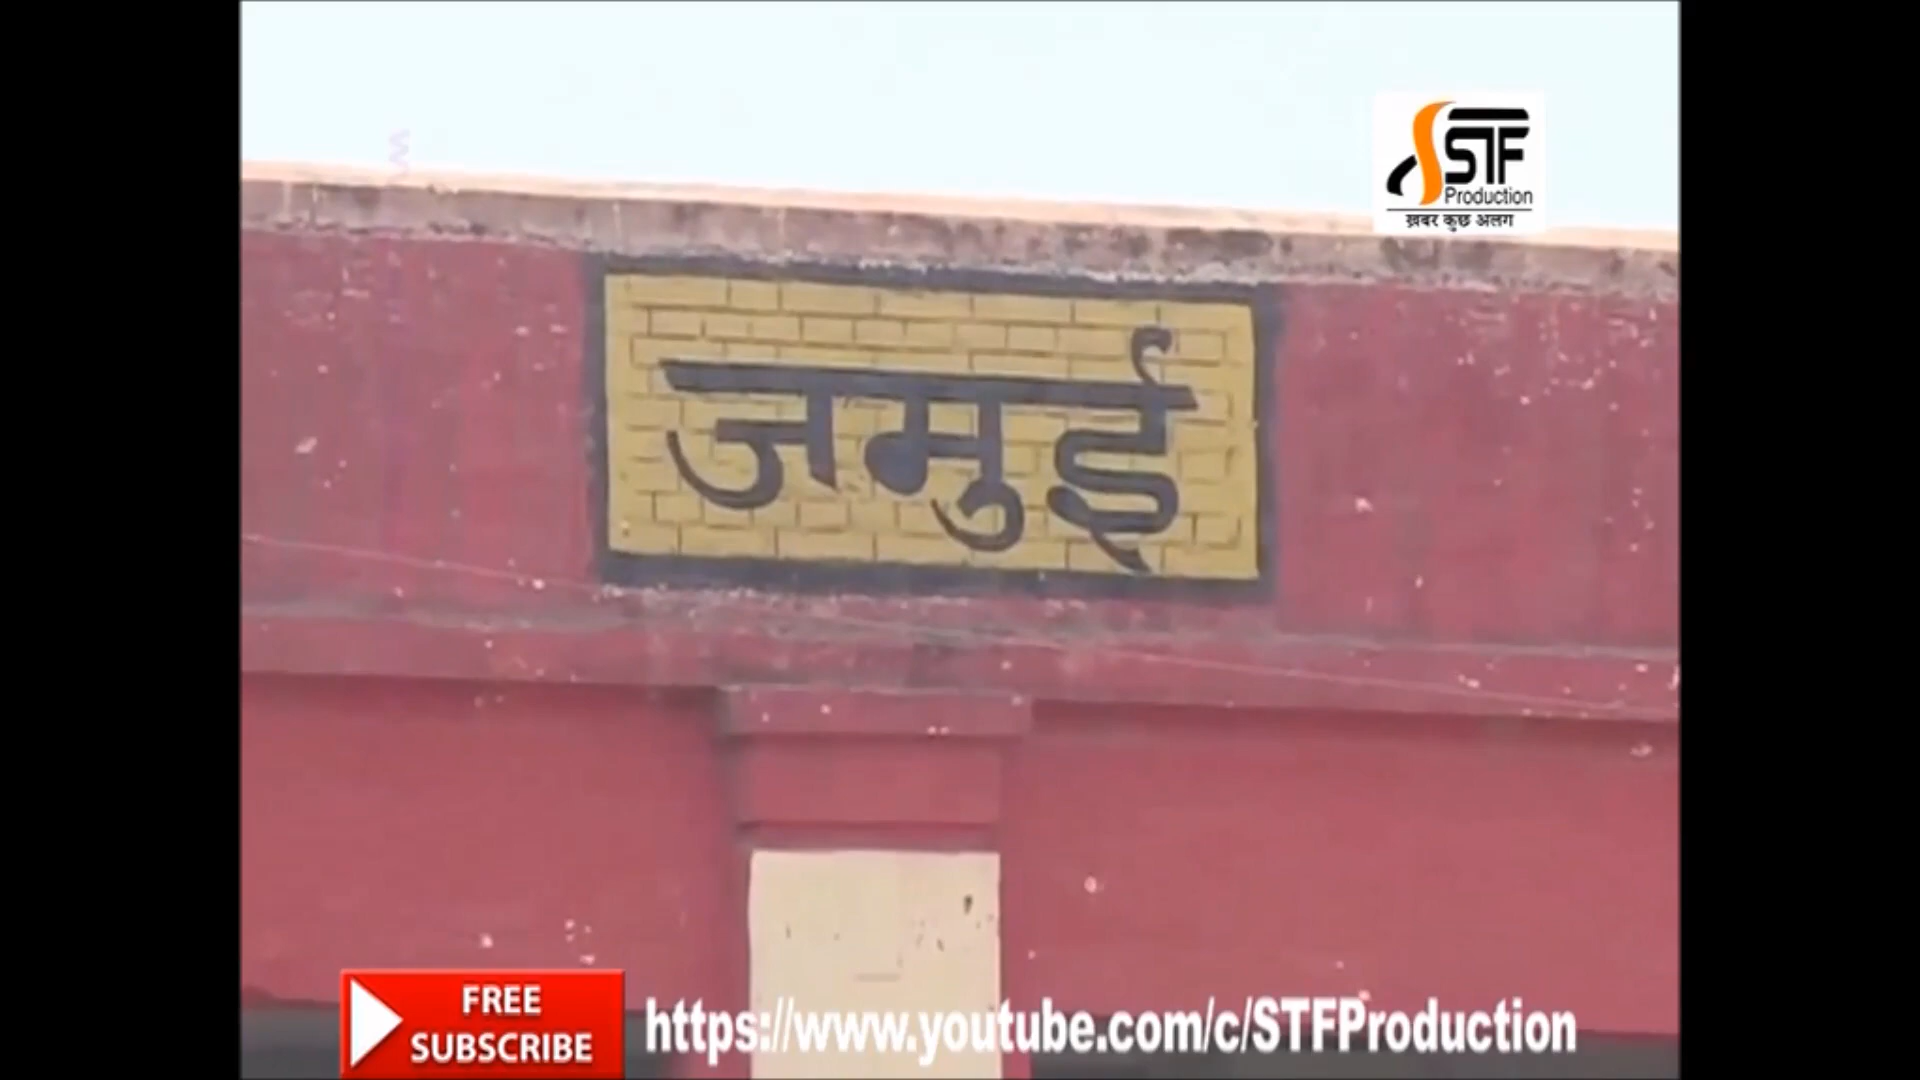 STF
Production
ख़बर कुछ अलग
जमुई
FREE
SUBSCRIBE
https://www.youtube.com/c/STFProduction